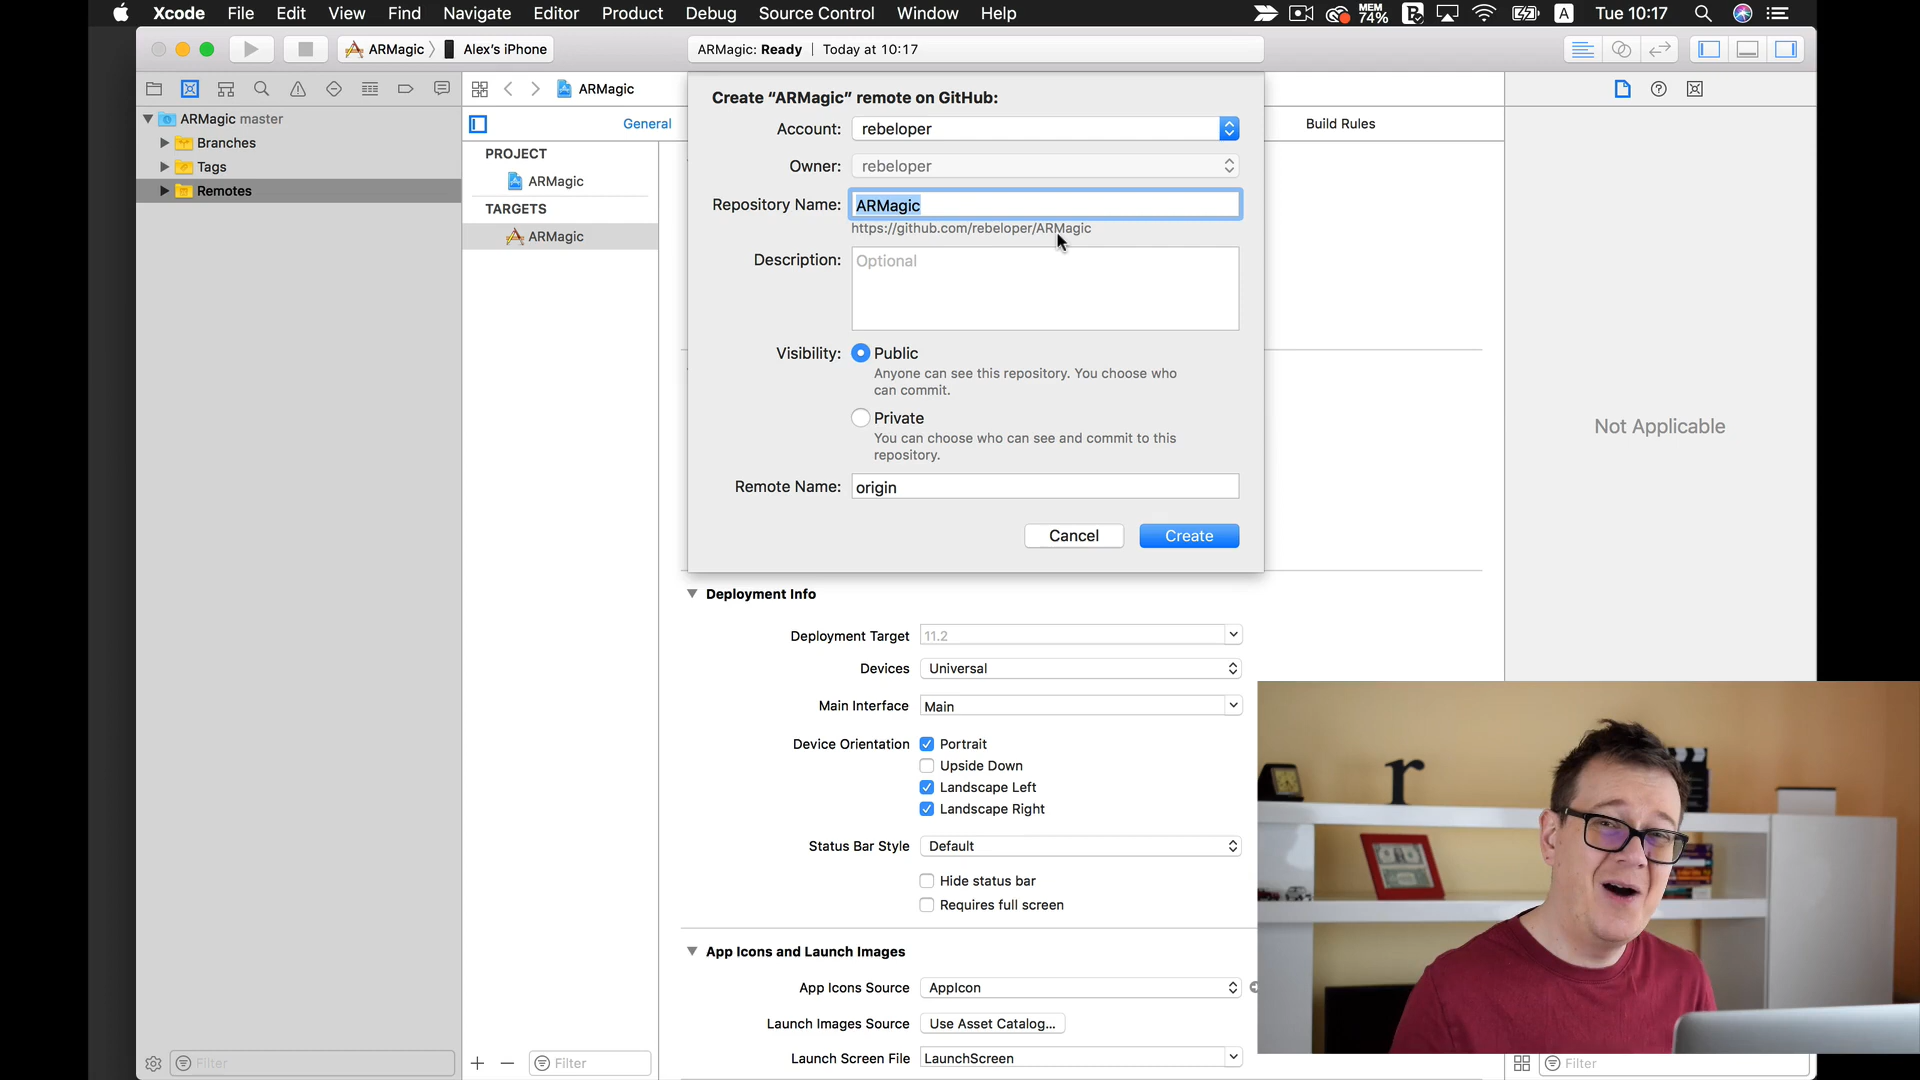 Xcode File Edit View Find Navigate Editor Product Debug Source Control Window Help
MEM 74% A Tue 10:17
ARMagic Alex's iPhone
ARMagic: Ready | Today at 10:17
ARMagic
ARMagic master
Branches
Tags
Remotes
General
Build Rules
PROJECT
ARMagic
TARGETS
ARMagic
Create “ARMagic” remote on GitHub:
Account: rebeloper
Owner: rebeloper
Repository Name: ARMagic
https://github.com/rebeloper/ARMagic
Description: Optional
Visibility: Public
Anyone can see this repository. You choose who
can commit.
Private
You can choose who can see and commit to this
repository.
Remote Name: origin
Cancel Create
Not Applicable
Deployment Info
Deployment Target 11.2
Devices Universal
Main Interface Main
Device Orientation Portrait
Upside Down
Landscape Left
Landscape Right
Status Bar Style Default
Hide status bar
Requires full screen
App Icons and Launch Images
App Icons Source AppIcon
Launch Images Source Use Asset Catalog...
Launch Screen File LaunchScreen
Filter
Filter
Filter
r